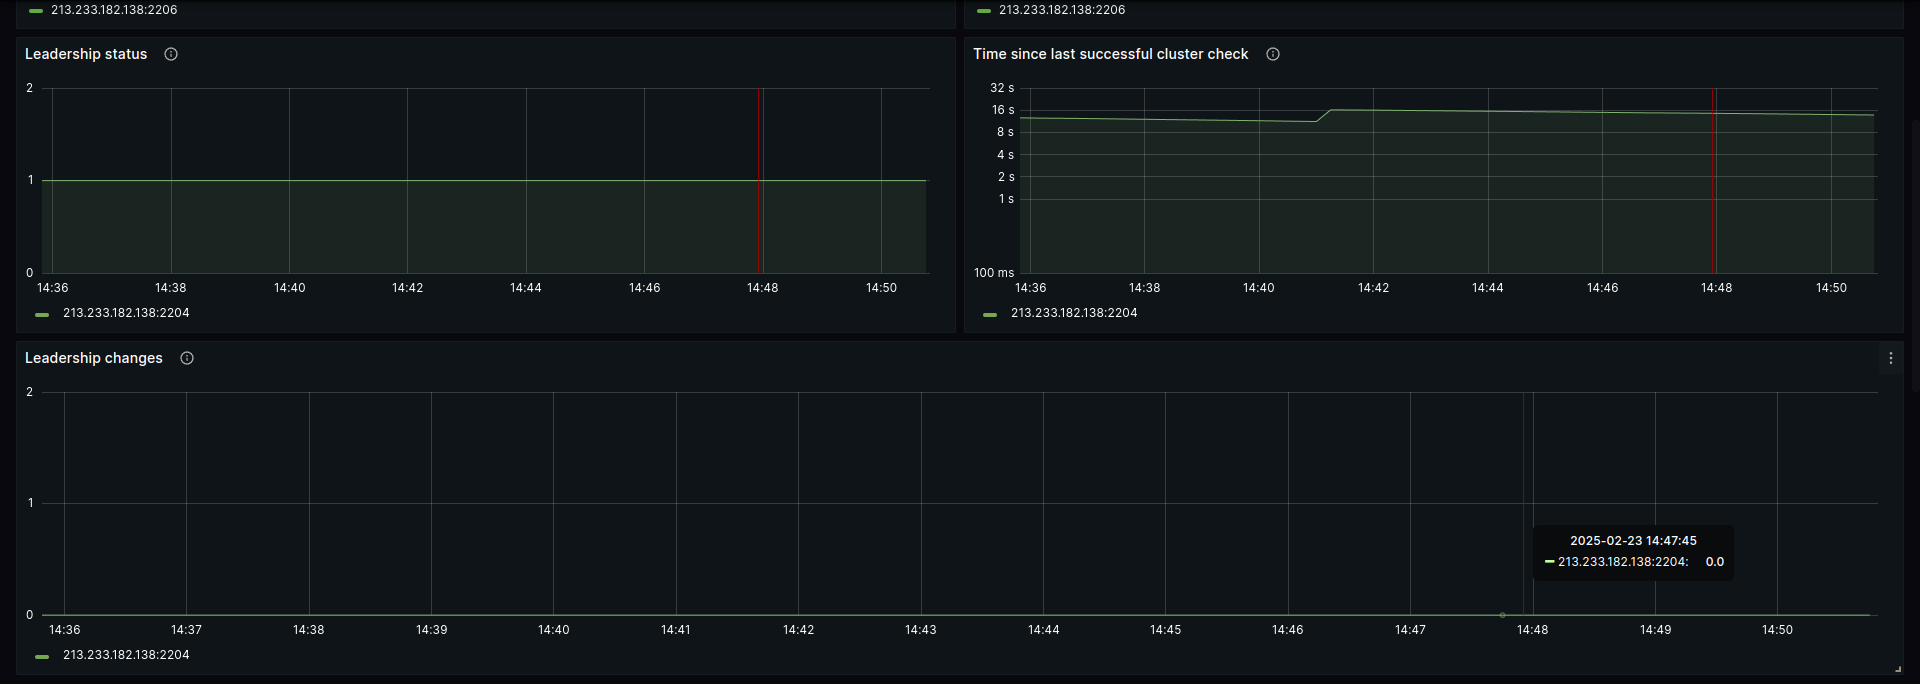 213.233.182.138:2206
213.233.182.138:2206
Leadership status
2
1
0
14:36 14:38 14:40 14:42 14:44 14:46 14:48 14:50
213.233.182.138:2204
Time since last successful cluster check
32 s
16 s
8 s
4 s
2 s
1 s
100 ms
14:36 14:38 14:40 14:42 14:44 14:46 14:48 14:50
213.233.182.138:2204
Leadership changes
2
1
0
2025-02-23 14:47:45
213.233.182.138:2204: 0.0
14:36 14:37 14:38 14:39 14:40 14:41 14:42 14:43 14:44 14:45 14:46 14:47 14:48 14:49 14:50
213.233.182.138:2204